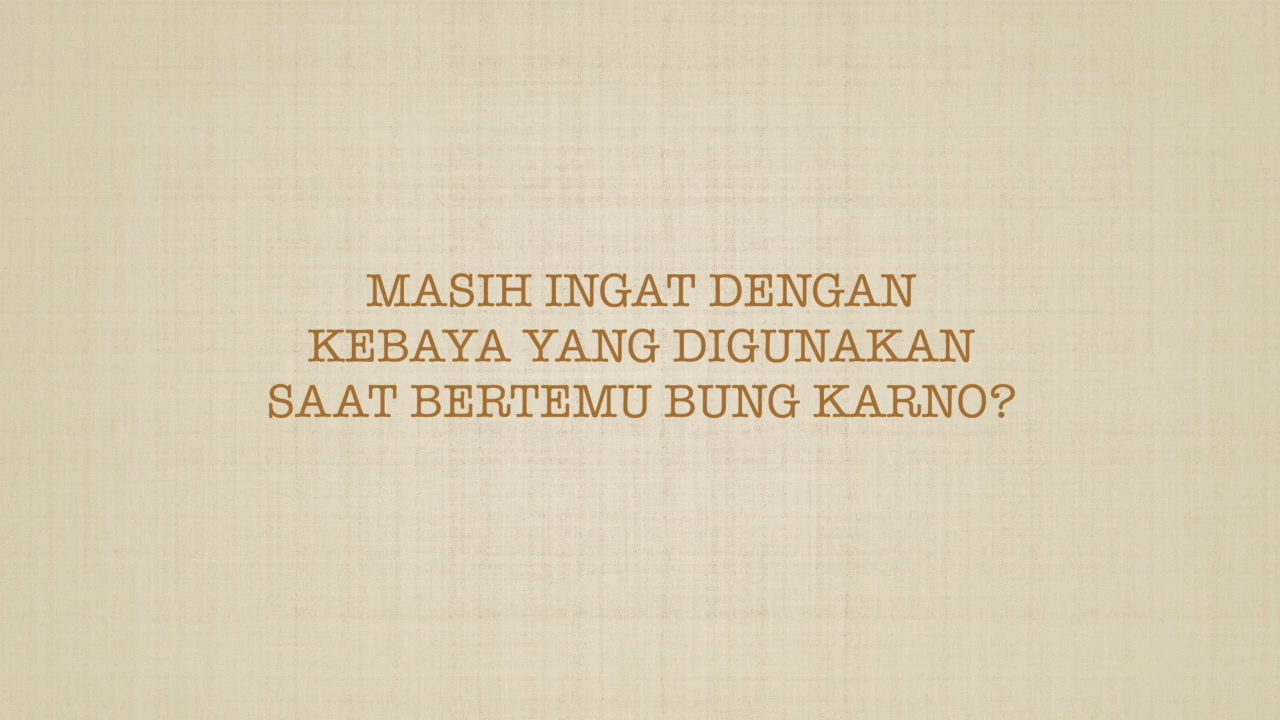 MASIH INGAT DENGAN
KEBAYA YANG DIGUNAKAN
SAAT BERTEMU BUNG KARNO?